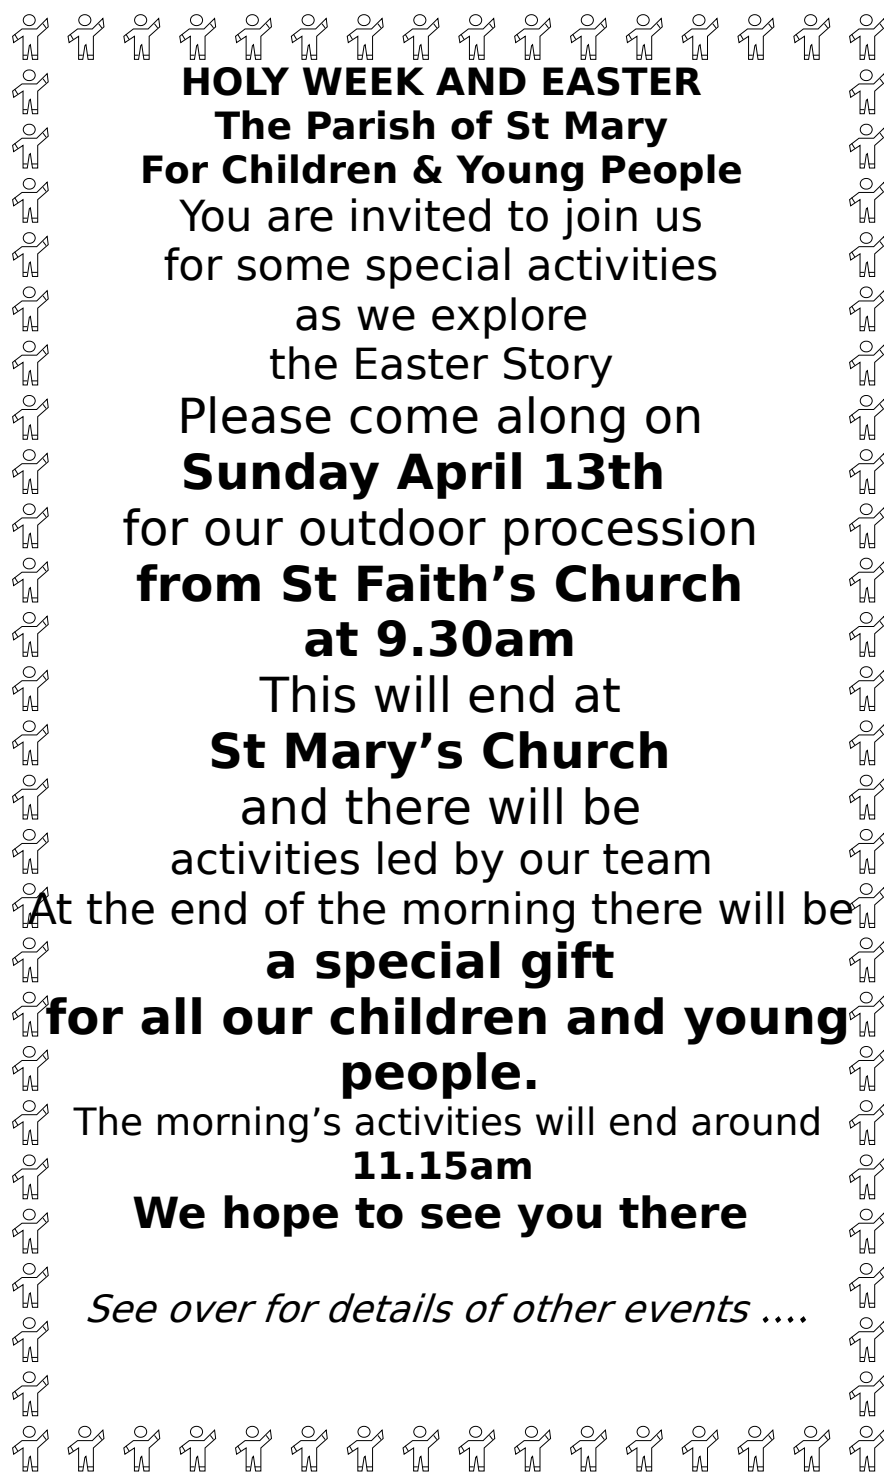 HOLY WEEK AND EASTER
The Parish of St Mary
For Children & Young People
You are invited to join us
for some special activities
as we explore
the Easter Story
Please come along on
Sunday April 13th
for our outdoor procession
from St Faith’s Church
at 9.30am
This will end at
St Mary’s Church
and there will be
activities led by our team
At the end of the morning there will be
a special gift
for all our children and young
people.
The morning’s activities will end around
11.15am
We hope to see you there
See over for details of other events ....